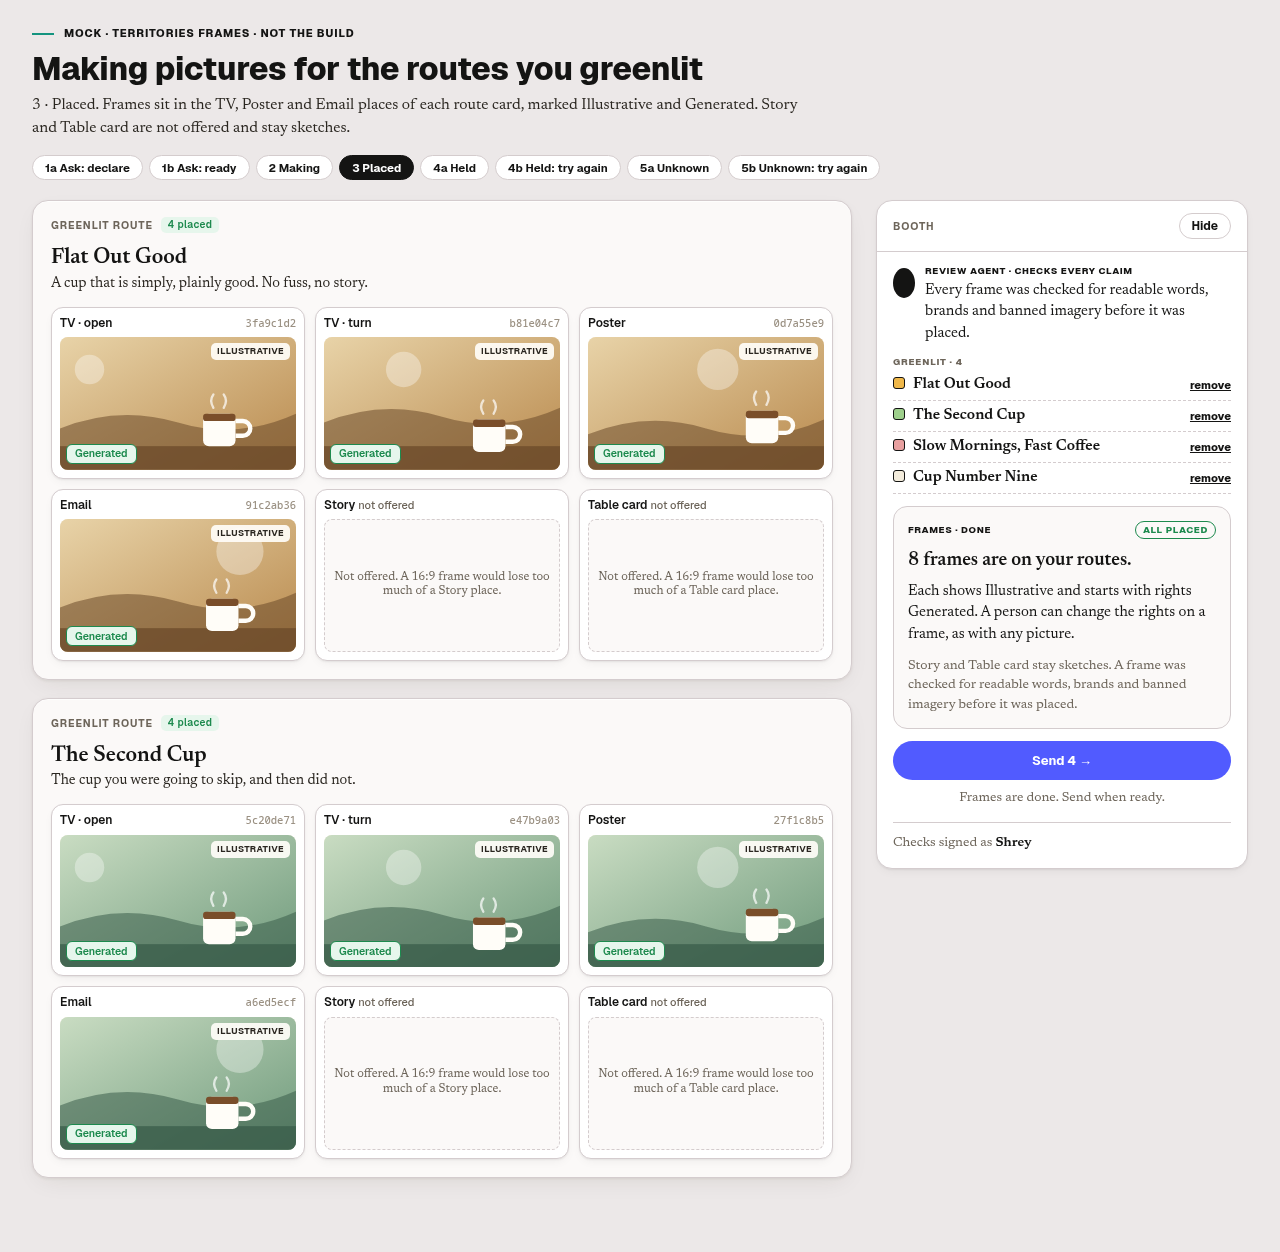 MOCK · TERRITORIES FRAMES · NOT THE BUILD
Making pictures for the routes you greenlit
3 · Placed. Frames sit in the TV, Poster and Email places of each route card, marked Illustrative and Generated. Story
and Table card are not offered and stay sketches.
1a Ask: declare
1b Ask: ready
2 Making
3 Placed
4a Held
4b Held: try again
5a Unknown
5b Unknown: try again
GREENLIT ROUTE 4 placed
Flat Out Good
A cup that is simply, plainly good. No fuss, no story.
TV · open 3fa9c1d2
ILLUSTRATIVE
Generated
TV · turn b81e04c7
ILLUSTRATIVE
Generated
Poster 0d7a55e9
ILLUSTRATIVE
Generated
Email 91c2ab36
ILLUSTRATIVE
Generated
Story not offered
Not offered. A 16:9 frame would lose too
much of a Story place.
Table card not offered
Not offered. A 16:9 frame would lose too
much of a Table card place.
GREENLIT ROUTE 4 placed
The Second Cup
The cup you were going to skip, and then did not.
TV · open 5c20de71
ILLUSTRATIVE
Generated
TV · turn e47b9a03
ILLUSTRATIVE
Generated
Poster 27f1c8b5
ILLUSTRATIVE
Generated
Email a6ed5ecf
ILLUSTRATIVE
Generated
Story not offered
Not offered. A 16:9 frame would lose too
much of a Story place.
Table card not offered
Not offered. A 16:9 frame would lose too
much of a Table card place.
BOOTH Hide
REVIEW AGENT · CHECKS EVERY CLAIM
Every frame was checked for readable words,
brands and banned imagery before it was
placed.
GREENLIT · 4
Flat Out Good remove
The Second Cup remove
Slow Mornings, Fast Coffee remove
Cup Number Nine remove
FRAMES · DONE ALL PLACED
8 frames are on your routes.
Each shows Illustrative and starts with rights
Generated. A person can change the rights on a
frame, as with any picture.
Story and Table card stay sketches. A frame was
checked for readable words, brands and banned
imagery before it was placed.
Send 4 →
Frames are done. Send when ready.
Checks signed as Shrey